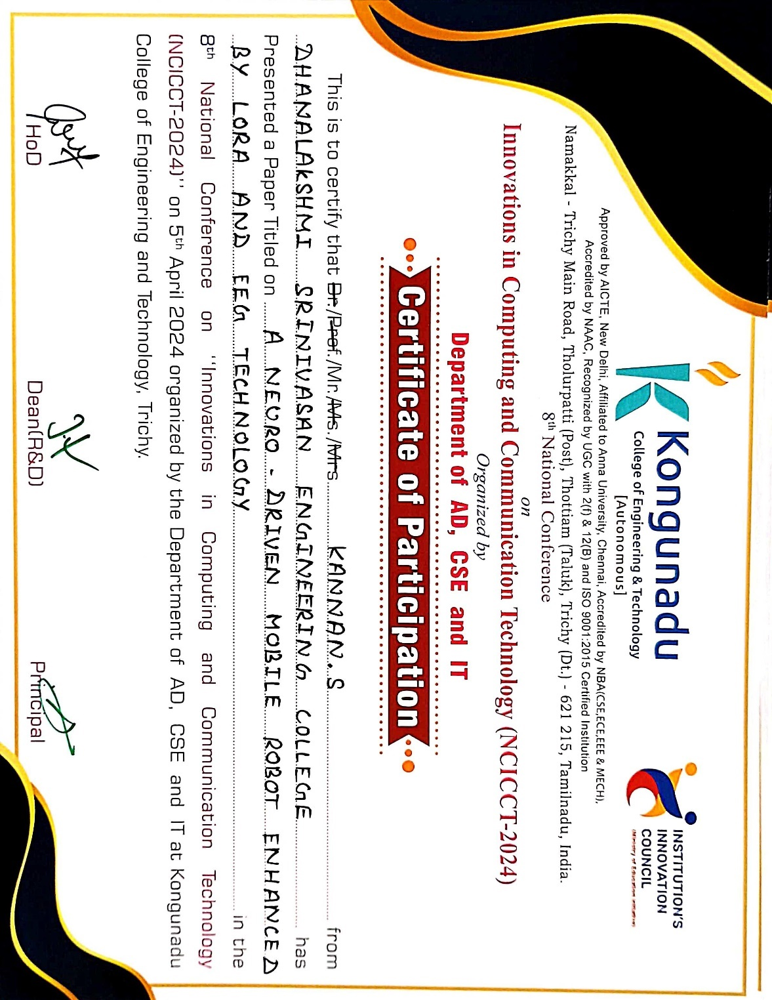 Kongunadu
College of Engineering & Technology
[Autonomous]
INSTITUTION'S
INNOVATION
COUNCIL
Approved by AICTE, New Delhi, Affiliated to Anna University, Chennai, Accredited by NBA(CSE,ECE,EEE & MECH),
Accredited by NAAC, Recognized by UGC with 2(f) & 12(B) and ISO 9001:2015 Certified Institution
Namakkal - Trichy Main Road, Tholurpatti (Post), Thottiam (Taluk), Trichy (Dt.) - 621 215, Tamilnadu, India.
8th National Conference
on
Innovations in Computing and Communication Technology (NCICCT-2024)
Organized by
Department of AD, CSE and IT
Certificate of Participation
This is to certify that Dr./Prof./Mr./Ms./Mrs KANNAN.S from
DHANALAKSHMI SRINIVASAN ENGINEERING COLLEGE has
Presented a Paper Titled on A NEURO - DRIVEN MOBILE ROBOT ENHANCED
BY LORA AND EEG TECHNOLOGY in the
8th National Conference on "Innovations in Computing and Communication Technology
(NCICCT-2024)" on 5th April 2024 organized by the Department of AD, CSE and IT at Kongunadu
College of Engineering and Technology, Trichy.
HoD
Dean(R&D)
Principal